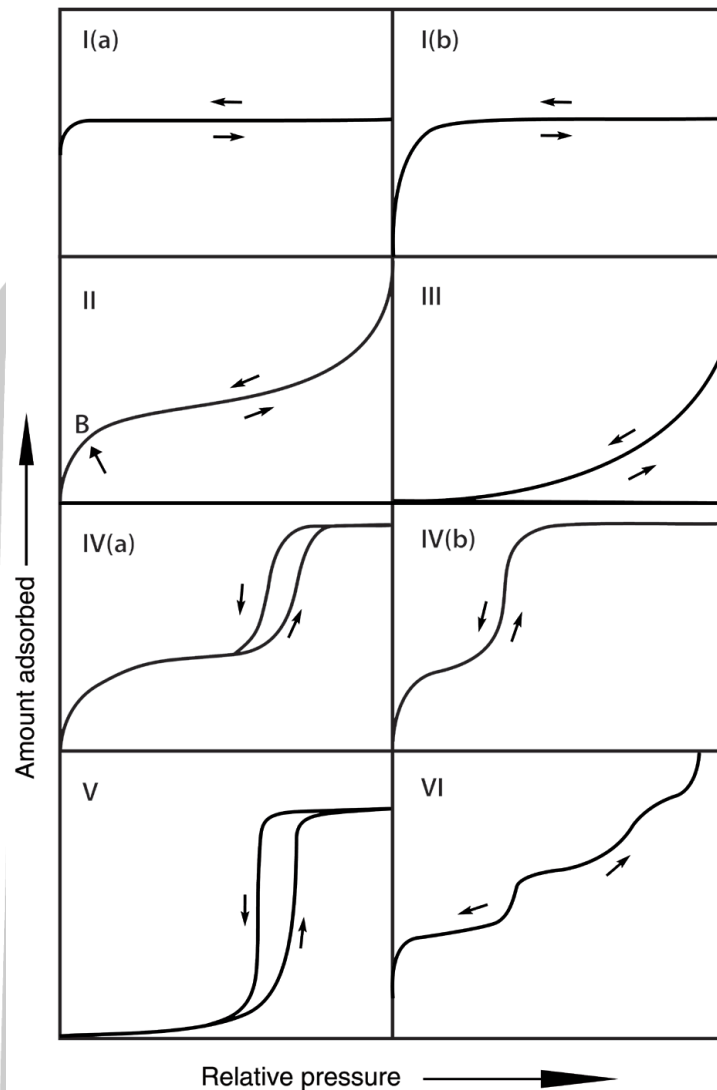 I(a)
I(b)
II
III
B
IV(a)
IV(b)
V
VI
Amount adsorbed
Relative pressure